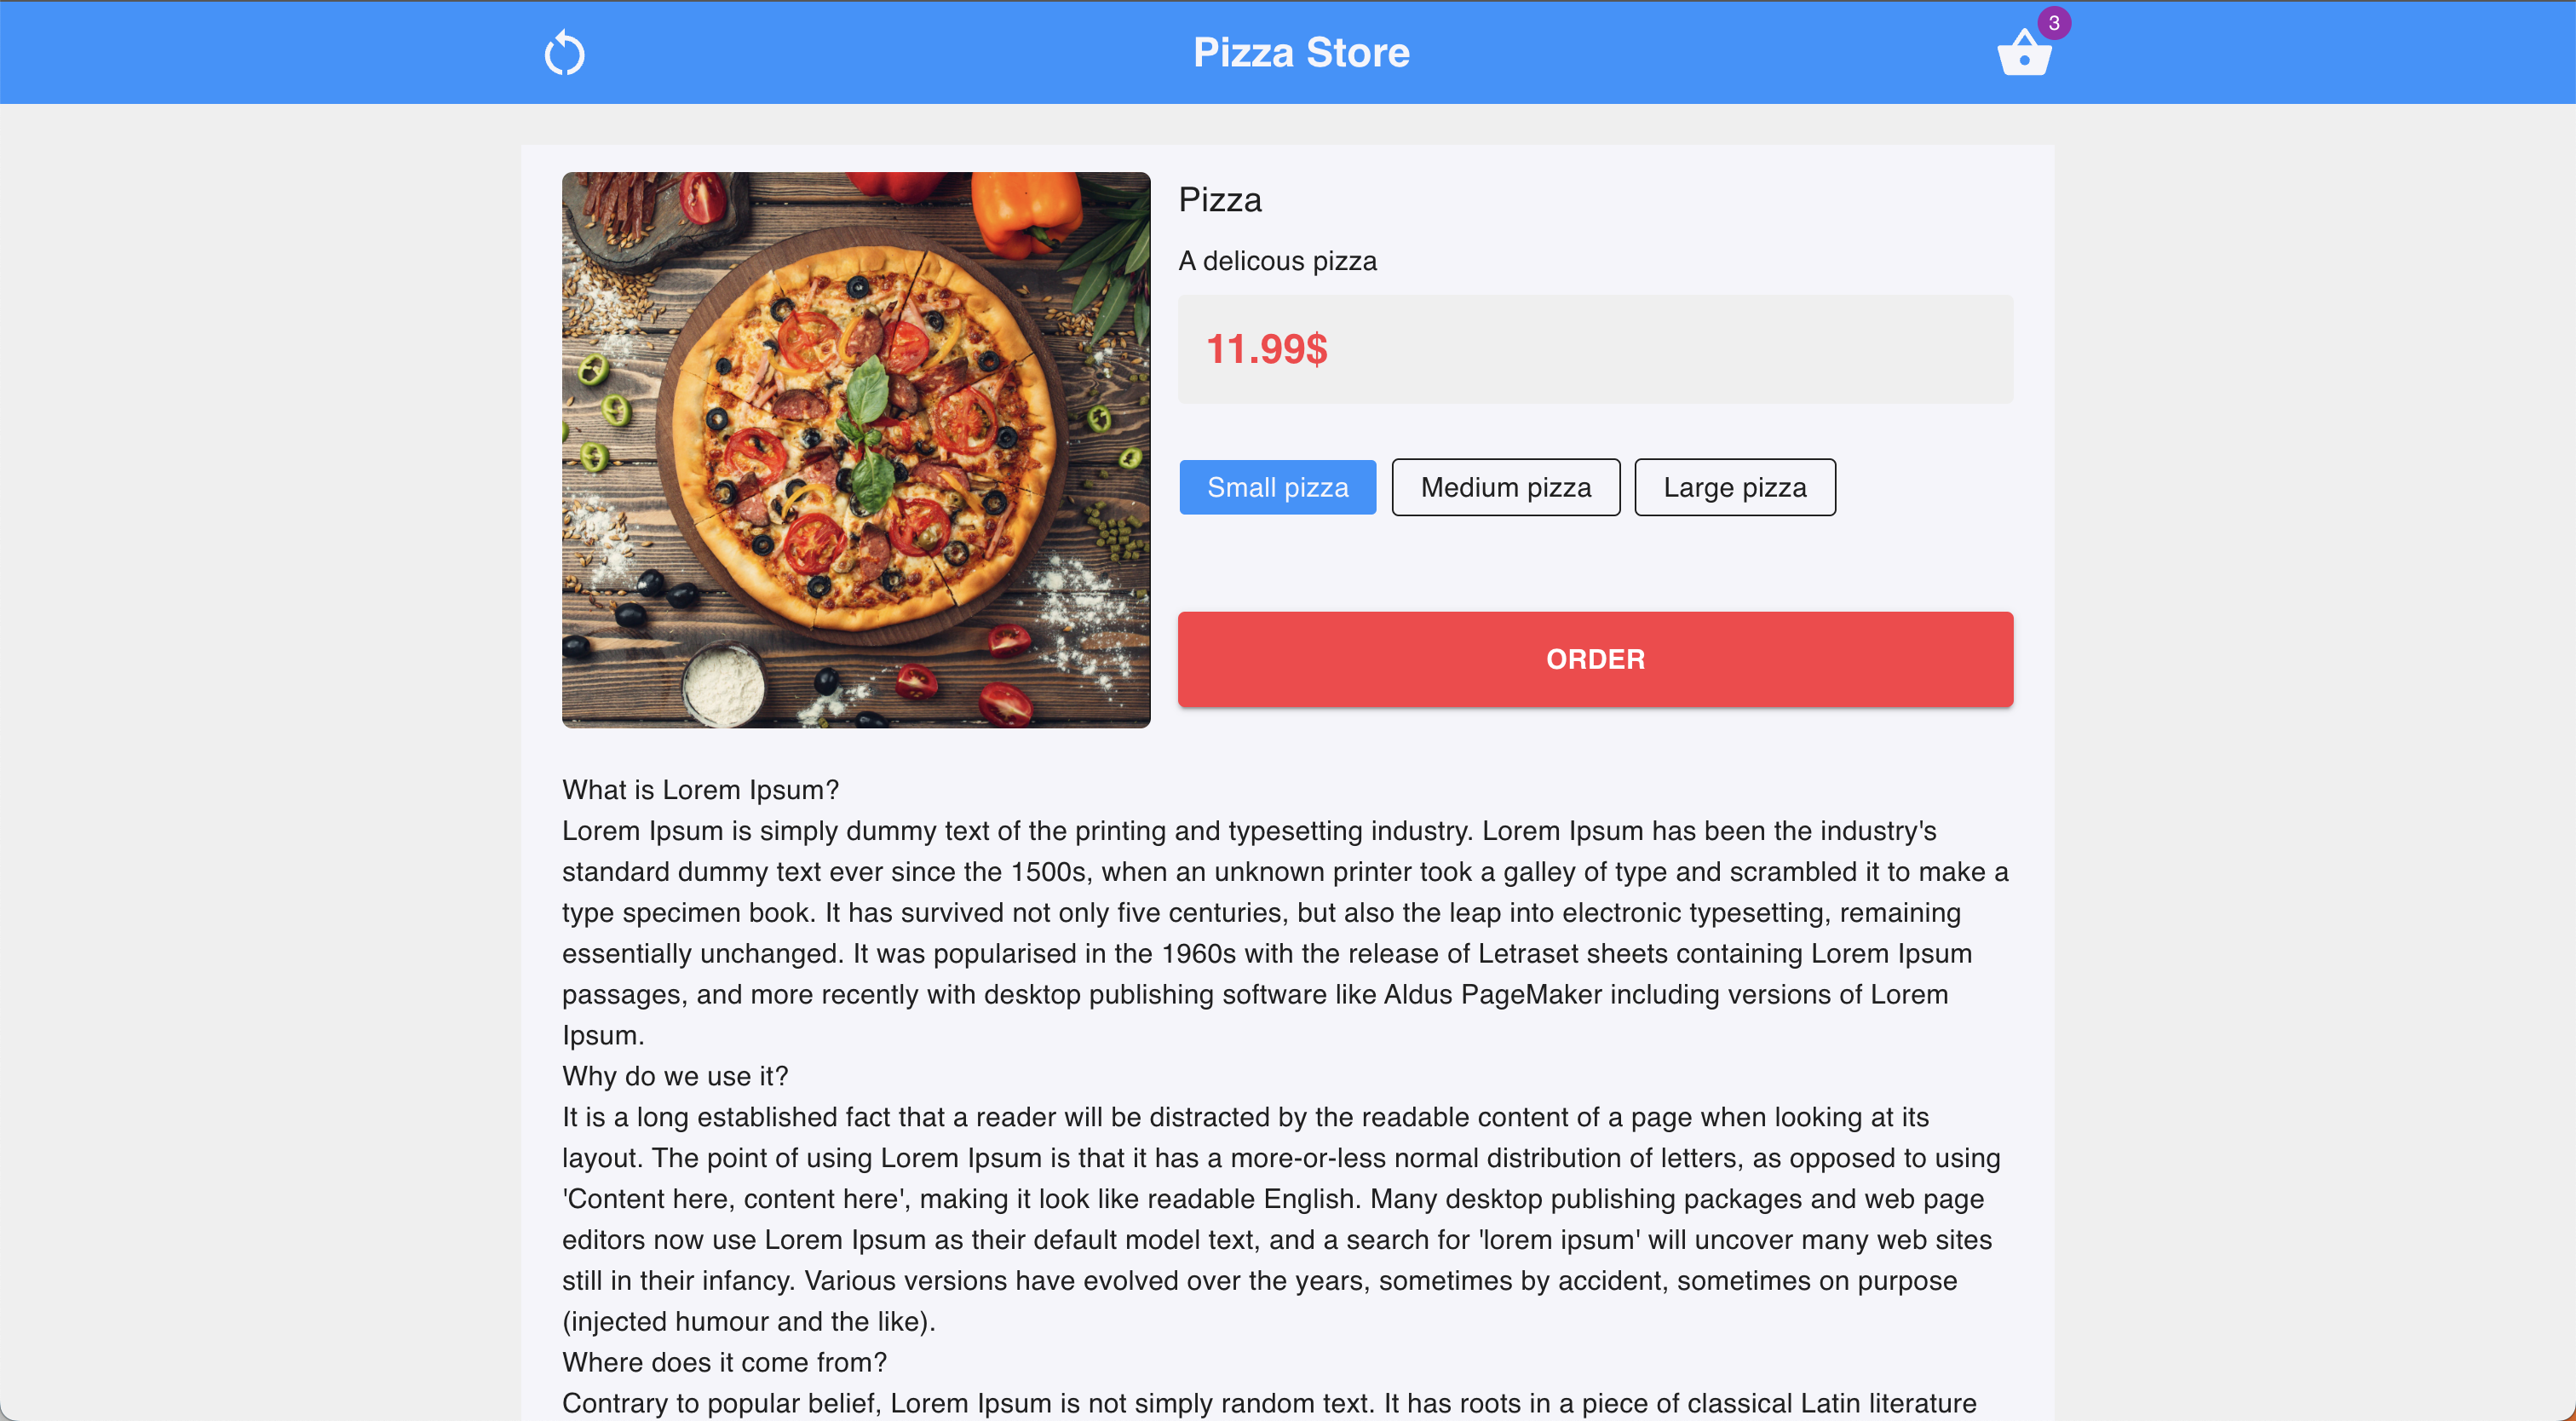 Pizza Store
3
Pizza
A delicous pizza
11.99$
Small pizza
Medium pizza
Large pizza
ORDER
What is Lorem Ipsum?
Lorem Ipsum is simply dummy text of the printing and typesetting industry. Lorem Ipsum has been the industry's
standard dummy text ever since the 1500s, when an unknown printer took a galley of type and scrambled it to make a
type specimen book. It has survived not only five centuries, but also the leap into electronic typesetting, remaining
essentially unchanged. It was popularised in the 1960s with the release of Letraset sheets containing Lorem Ipsum
passages, and more recently with desktop publishing software like Aldus PageMaker including versions of Lorem
Ipsum.
Why do we use it?
It is a long established fact that a reader will be distracted by the readable content of a page when looking at its
layout. The point of using Lorem Ipsum is that it has a more-or-less normal distribution of letters, as opposed to using
'Content here, content here', making it look like readable English. Many desktop publishing packages and web page
editors now use Lorem Ipsum as their default model text, and a search for 'lorem ipsum' will uncover many web sites
still in their infancy. Various versions have evolved over the years, sometimes by accident, sometimes on purpose
(injected humour and the like).
Where does it come from?
Contrary to popular belief, Lorem Ipsum is not simply random text. It has roots in a piece of classical Latin literature